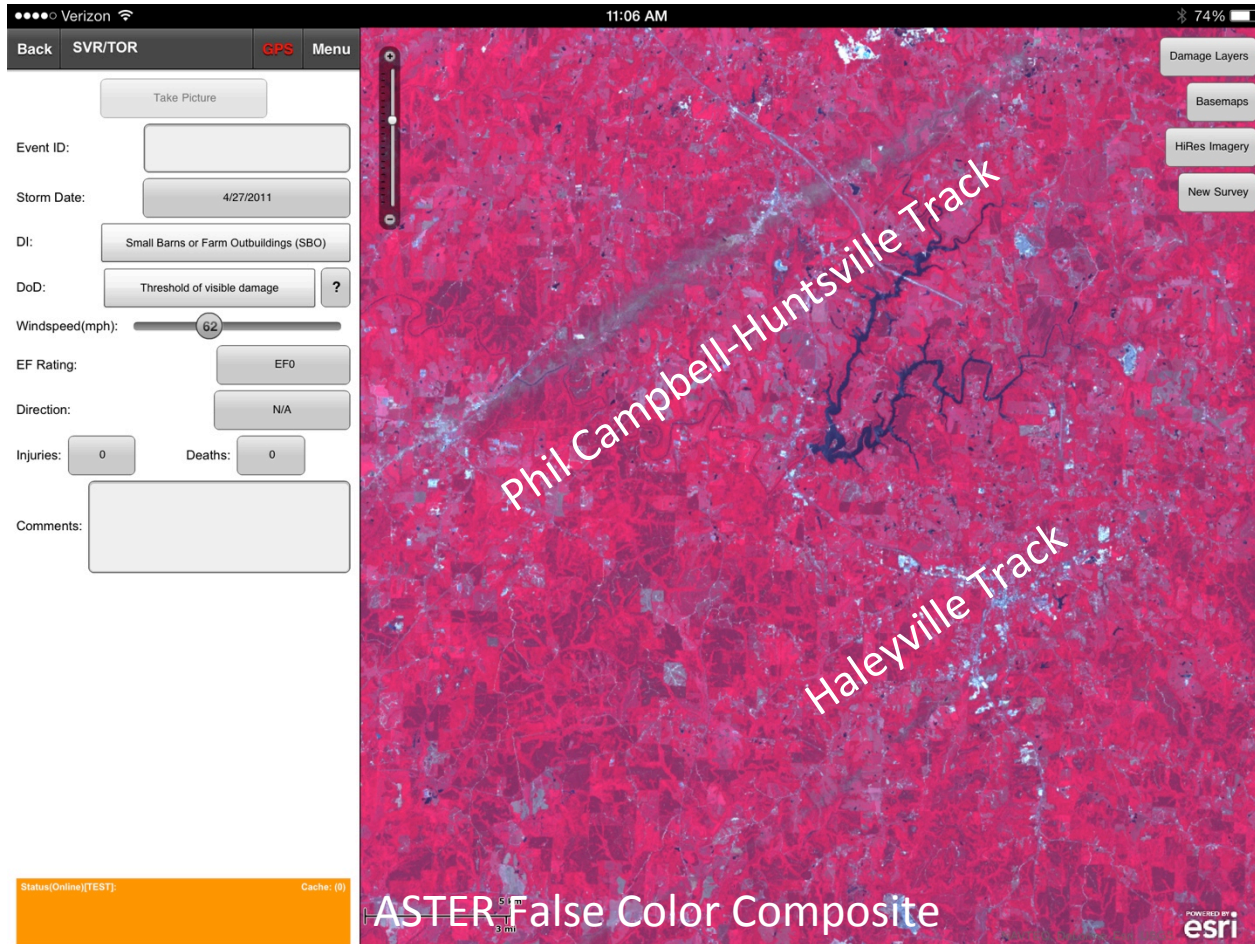 Verizon
11:06 AM
74%
Back
SVR/TOR
GPS
Menu
Take Picture
Event ID:
Storm Date:
4/27/2011
DI:
Small Barns or Farm Outbuildings (SBO)
DoD:
Threshold of visible damage
?
Windspeed(mph):
62
EF Rating:
EF0
Direction:
N/A
Injuries:
0
Deaths:
0
Comments:
Status(Online)[TEST]:
Cache: (0)
Damage Layers
Basemaps
HiRes Imagery
New Survey
Phil Campbell-Huntsville Track
Haleyville Track
ASTER False Color Composite
3 mi
POWERED BY
esri